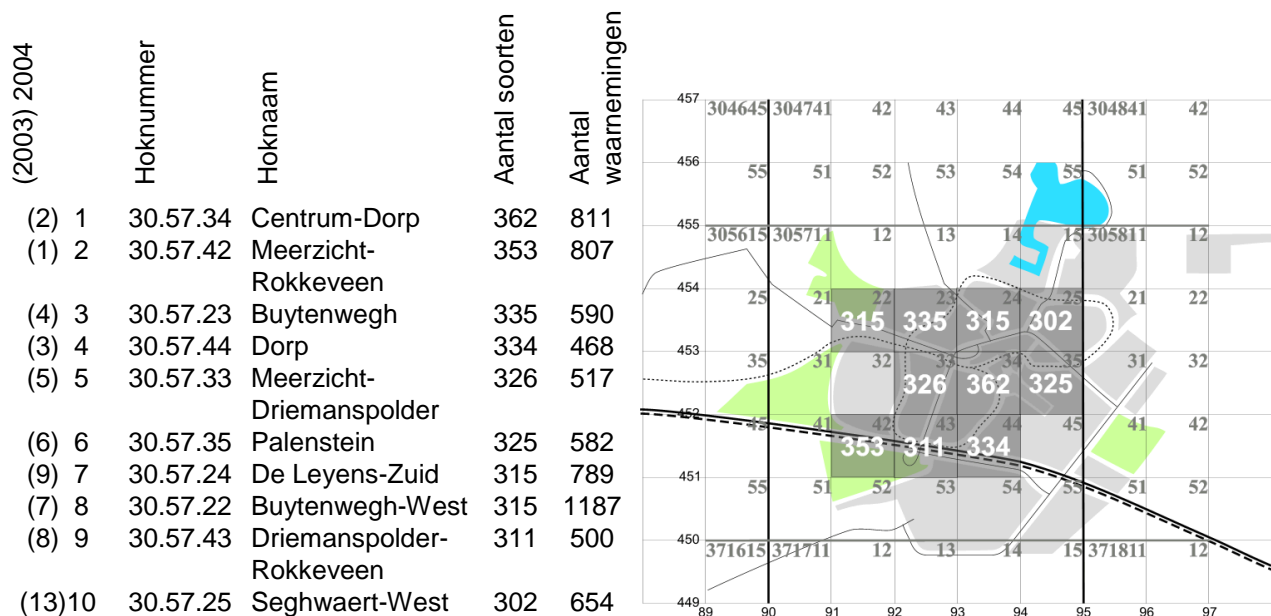 (2003) 2004 Hoknummer Hoknaam Aantal soorten Aantal waarnemingen
(2) 1 30.57.34 Centrum-Dorp 362 811
(1) 2 30.57.42 Meerzicht-
Rokkeveen 353 807
(4) 3 30.57.23 Buytenwegh 335 590
(3) 4 30.57.44 Dorp 334 468
(5) 5 30.57.33 Meerzicht-
Driemanspolder 326 517
(6) 6 30.57.35 Palenstein 325 582
(9) 7 30.57.24 De Leyens-Zuid 315 789
(7) 8 30.57.22 Buytenwegh-West 315 1187
(8) 9 30.57.43 Driemanspolder-
Rokkeveen 311 500
(13)10 30.57.25 Seghwaert-West 302 654
457
304645 304741 42 43 44 45 304841 42
456
55 51 52 53 54 55 51 52
455
305615 305711 12 13 14 15 305811 12
454
25 21 22 23 24 25 21 22
315 335 315 302
453
35 31 32 33 34 35 31 32
326 362 325
452
45 41 42 43 44 45 41 42
353 311 334
451
55 51 52 53 54 55 51 52
450
371615 371711 12 13 14 15 371811 12
449
89 90 91 92 93 94 95 96 97